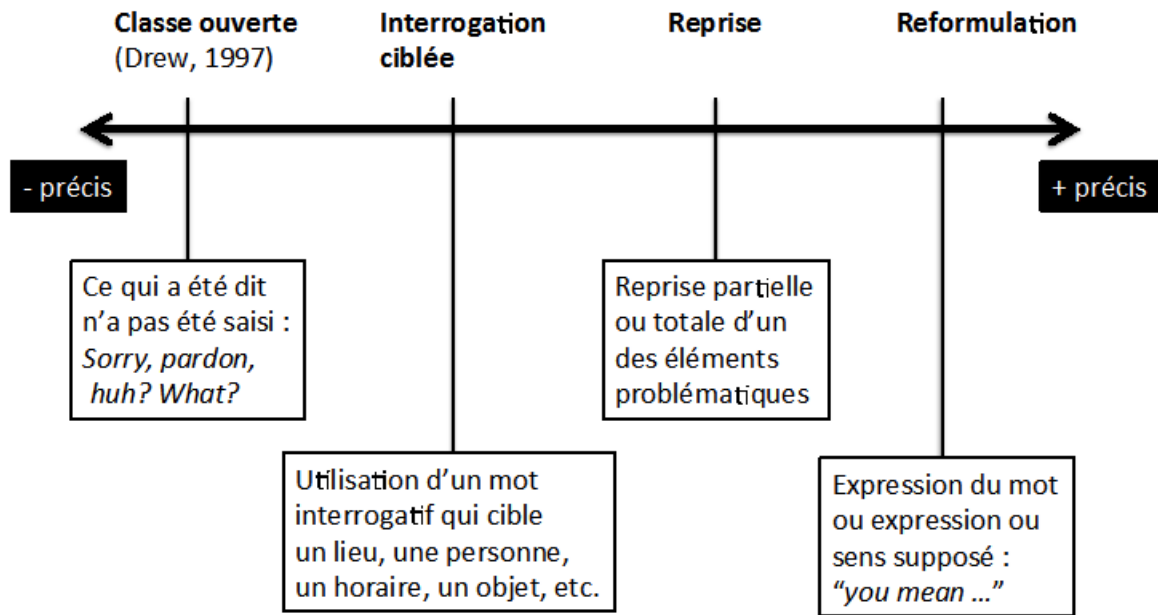 Classe ouverte
(Drew, 1997)
Interrogation
ciblée
Reprise
Reformulation
- précis
+ précis
Ce qui a été dit
n’a pas été saisi :
Sorry, pardon,
huh? What?
Utilisation d’un mot
interrogatif qui cible
un lieu, une personne,
un horaire, un objet, etc.
Reprise partielle
ou totale d’un
des éléments
problématiques
Expression du mot
ou expression ou
sens supposé :
“you mean …”